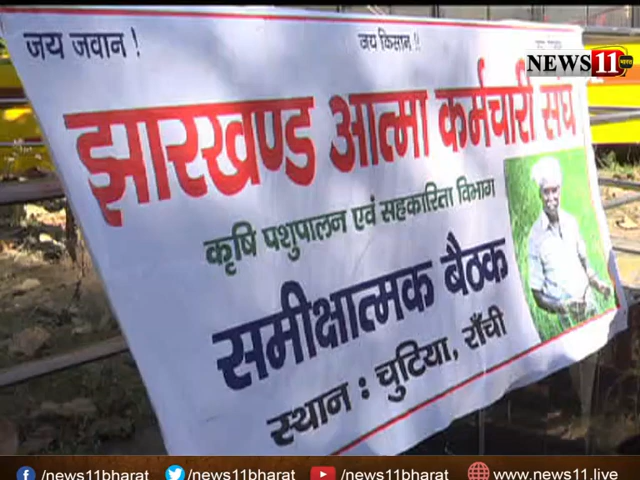 जय जवान ! जय किसान !!
NEWS 11 भारत
झारखण्ड आत्मा कर्मचारी संघ
कृषि पशुपालन एवं सहकारिता विभाग
समीक्षात्मक बैठक
स्थान : चुटिया, राँची
/news11bharat /news11bharat /news11bharat www.news11.live